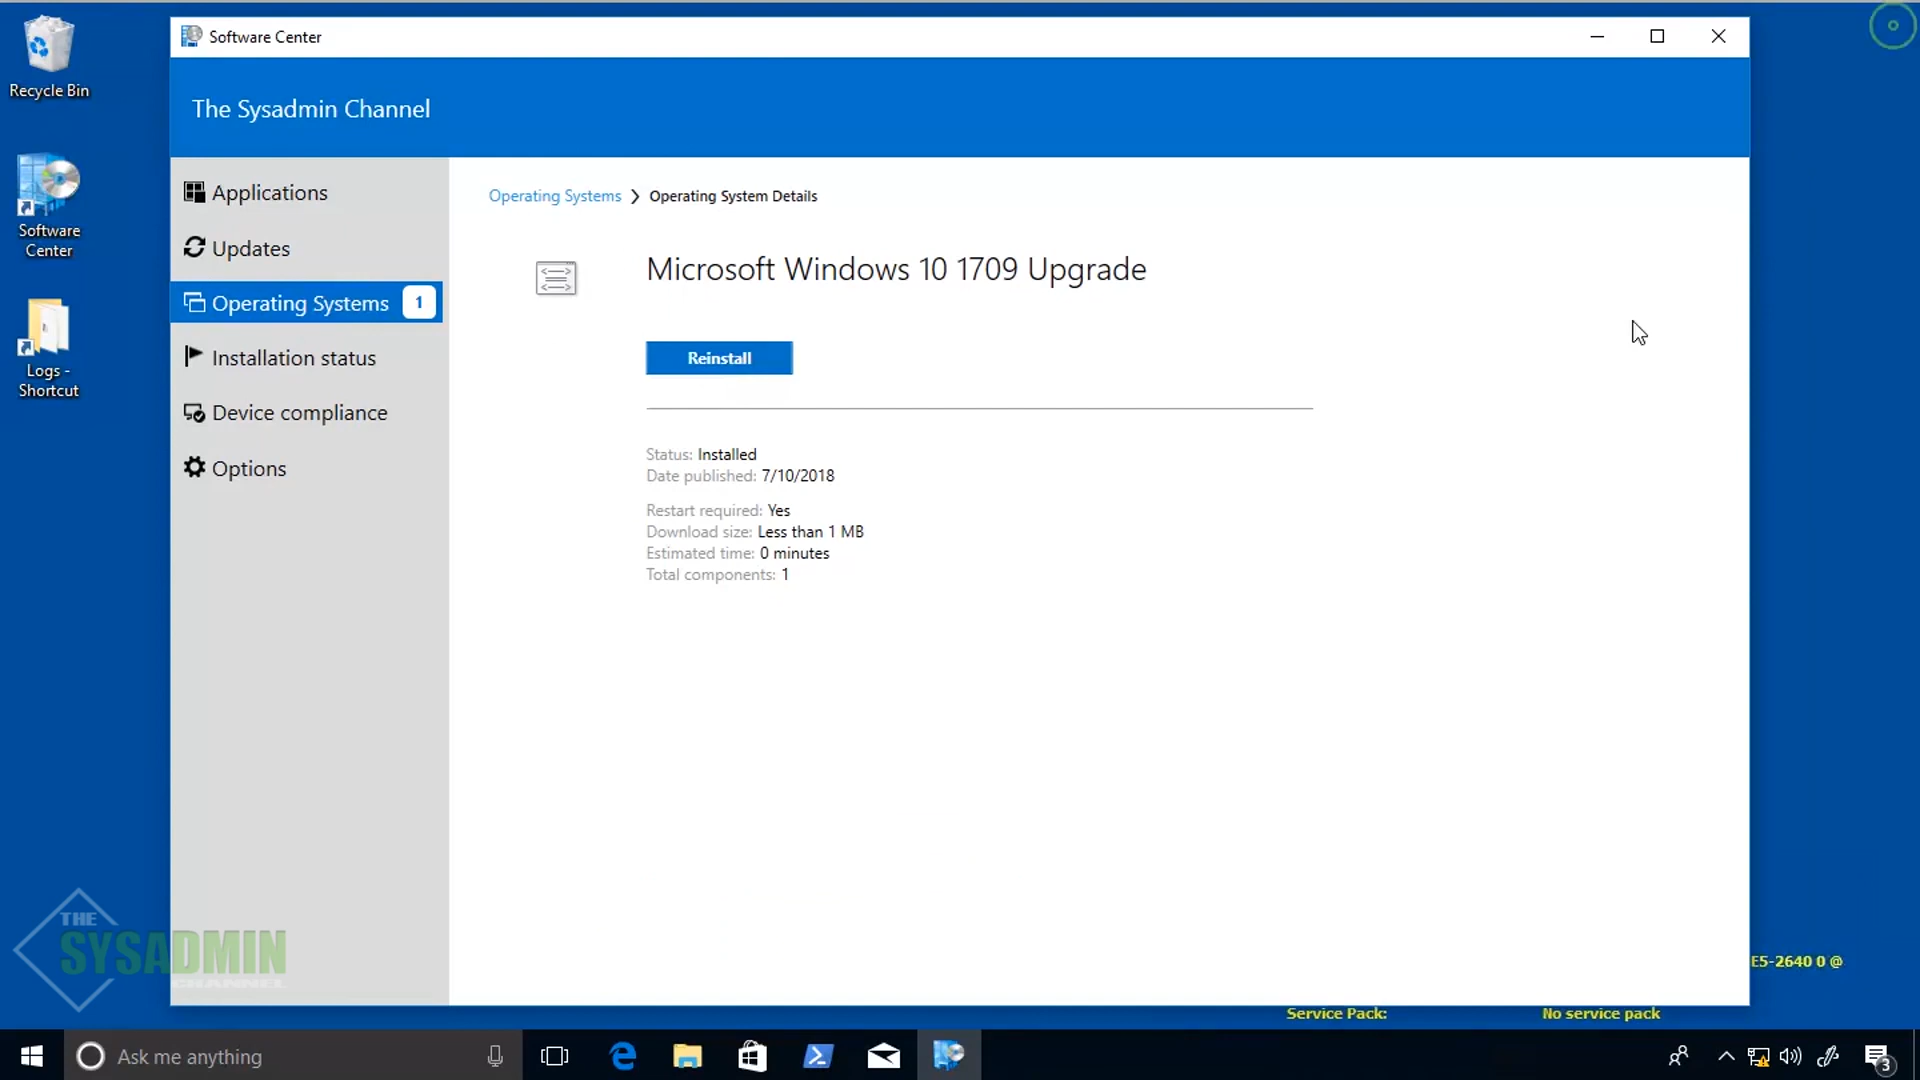 Recycle Bin
Software
Center
Logs -
Shortcut
Software Center
The Sysadmin Channel
Applications
Updates
Operating Systems 1
Installation status
Device compliance
Options
Operating Systems > Operating System Details
Microsoft Windows 10 1709 Upgrade
Reinstall
Status: Installed
Date published: 7/10/2018
Restart required: Yes
Download size: Less than 1 MB
Estimated time: 0 minutes
Total components: 1
THE
SYSADMIN
CHANNEL
E5-2640 0 @
Service Pack: No service pack
Ask me anything
3